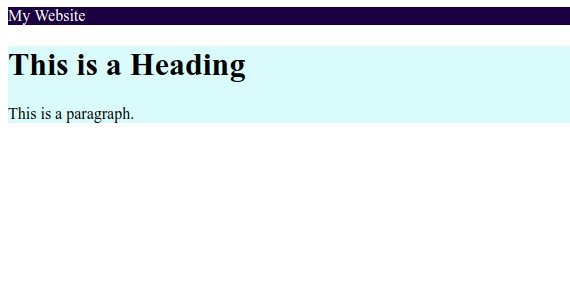 My Website
This is a Heading
This is a paragraph.